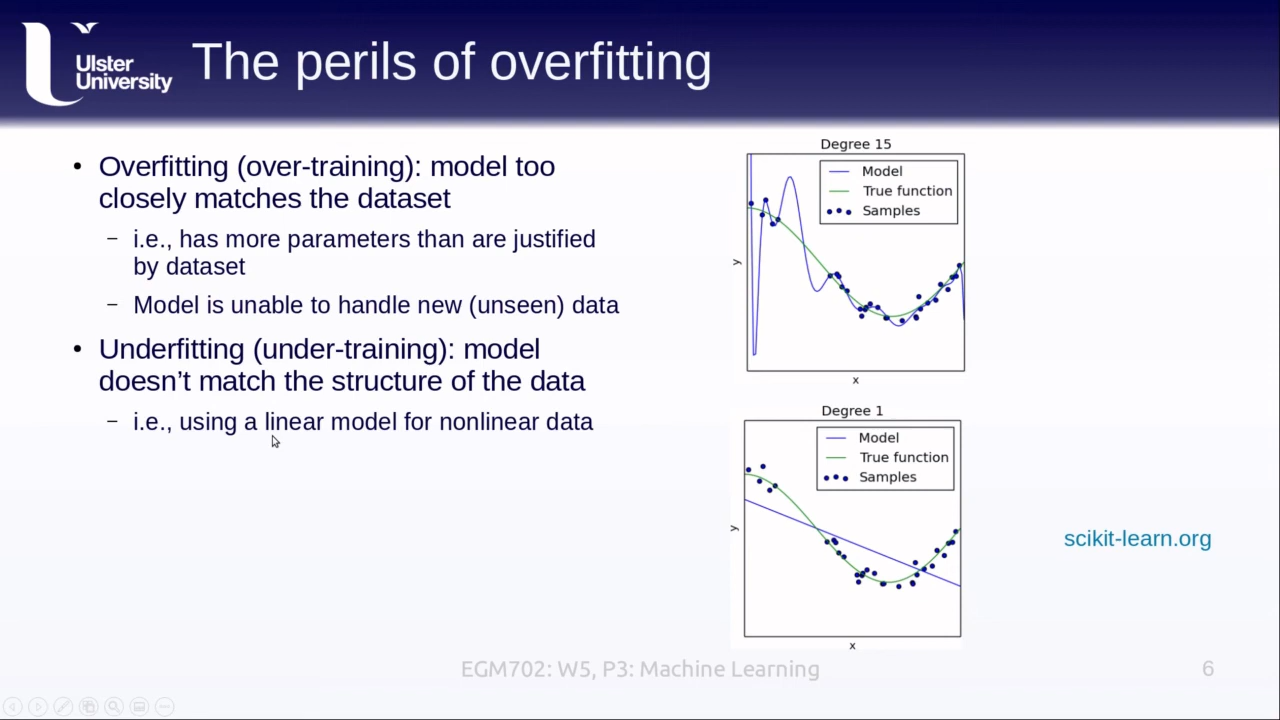 Ulster
University
The perils of overfitting
• Overfitting (over-training): model too
closely matches the dataset
– i.e., has more parameters than are justified
by dataset
– Model is unable to handle new (unseen) data
• Underfitting (under-training): model
doesn't match the structure of the data
– i.e., using a linear model for nonlinear data
Degree 15
Model
True function
Samples
y
x
Degree 1
Model
True function
Samples
y
x
scikit-learn.org
EGM702: W5, P3: Machine Learning
6